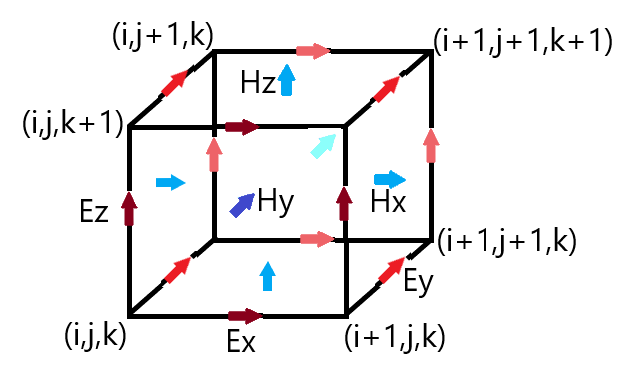 (i,j+1,k)
(i+1,j+1,k+1)
Hz
(i,j,k+1)
Hy
Hx
Ez
(i+1,j+1,k)
Ey
(i,j,k)
Ex
(i+1,j,k)